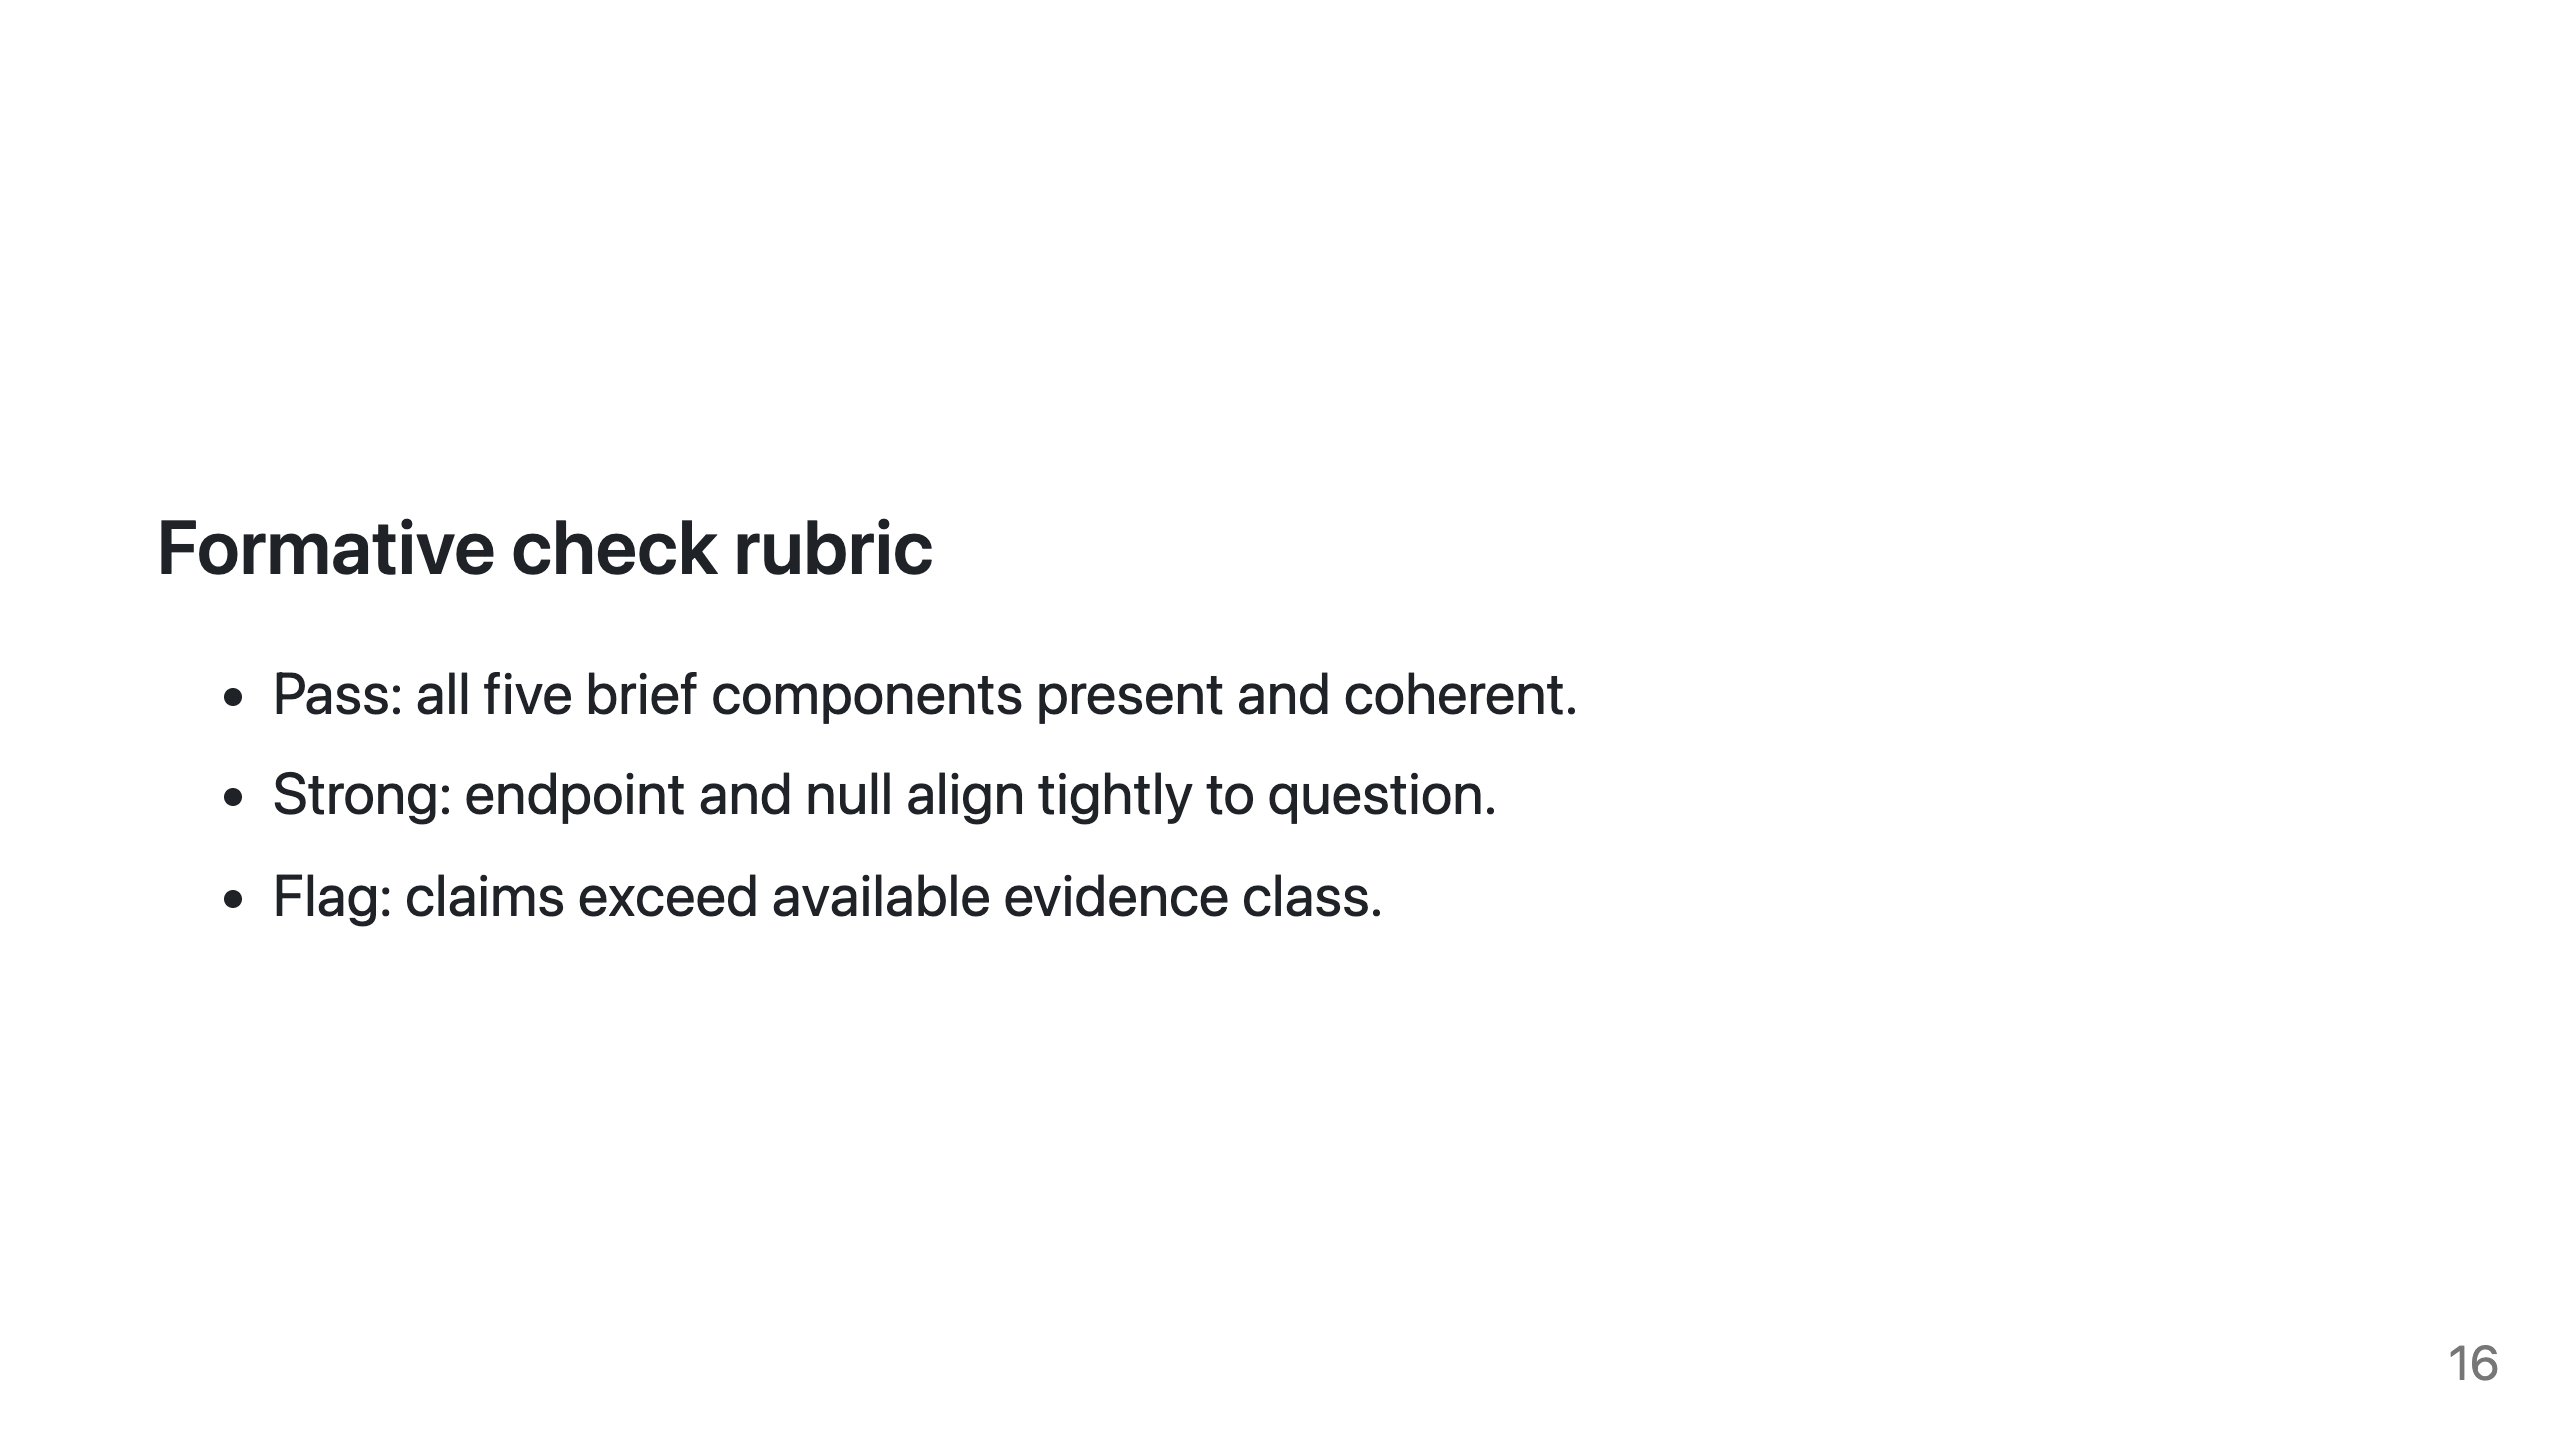 Formative check rubric
• Pass: all five brief components present and coherent.
• Strong: endpoint and null align tightly to question.
• Flag: claims exceed available evidence class.
16